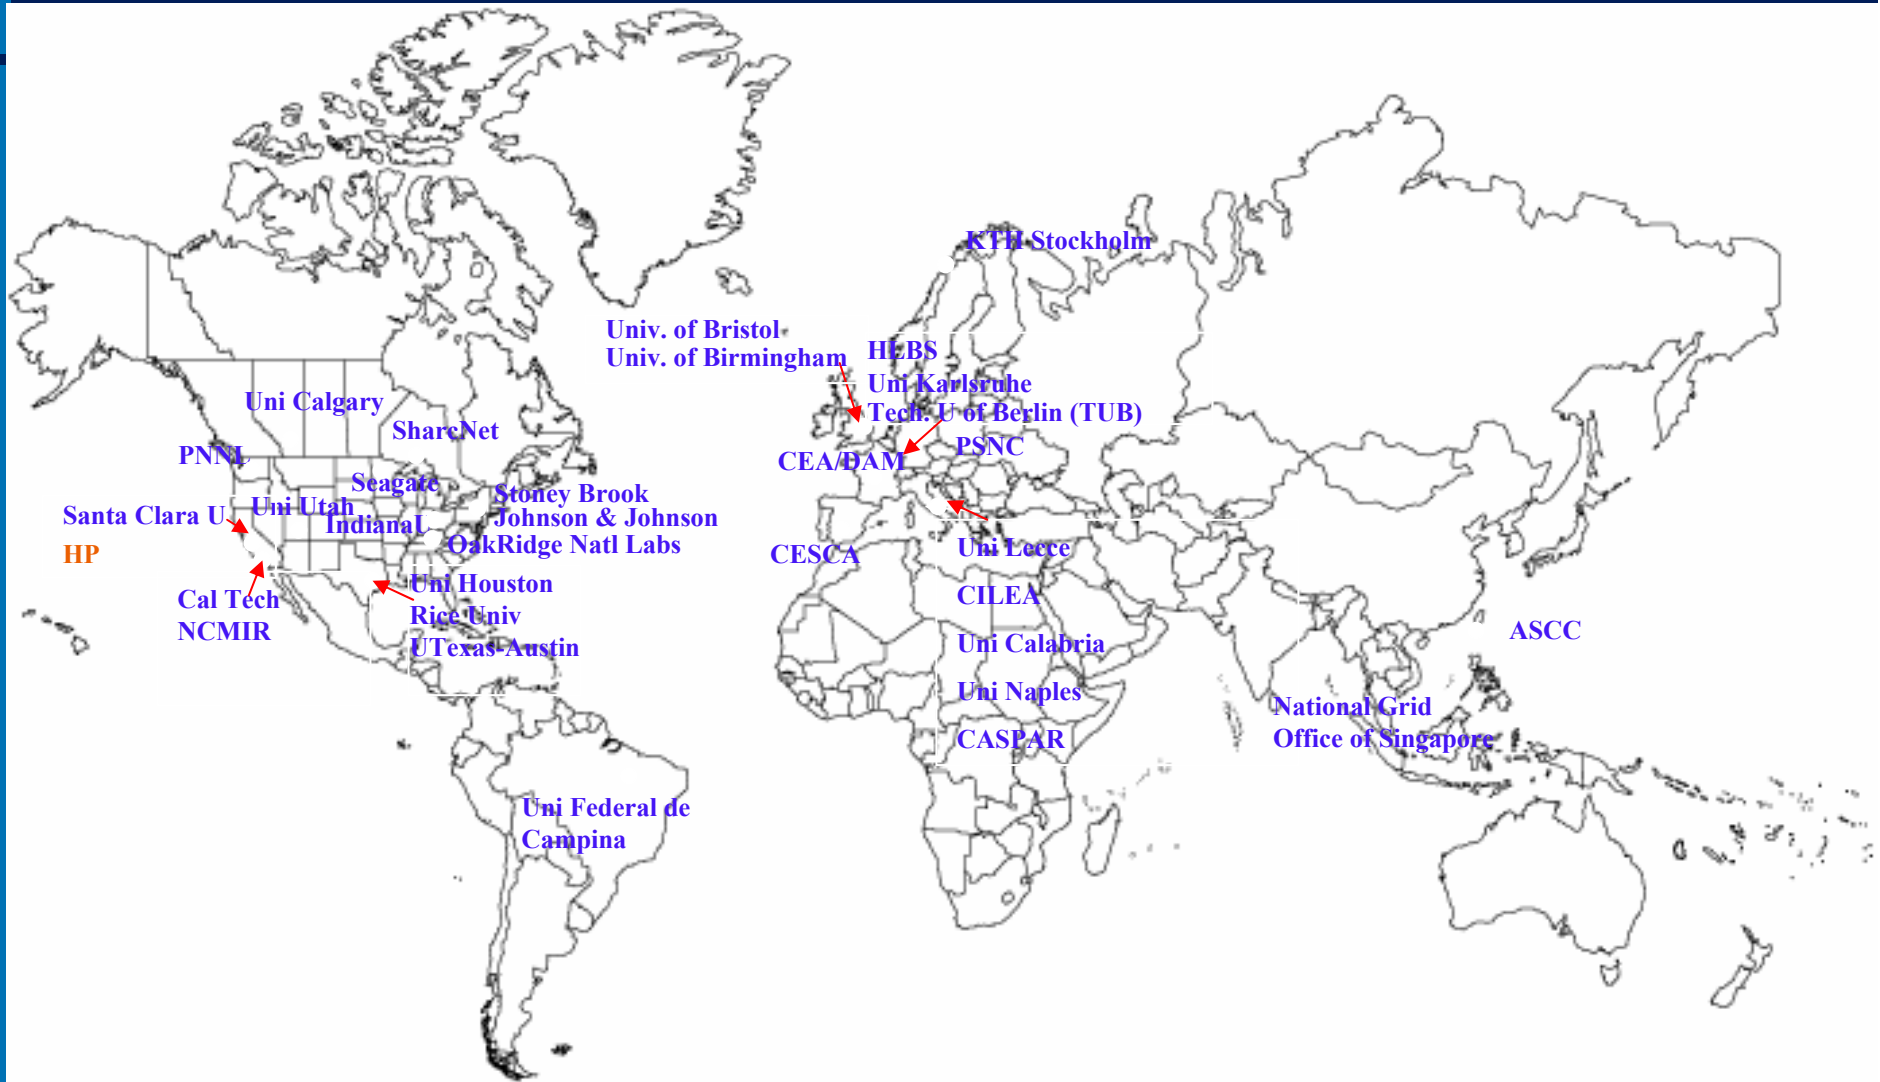 KTH Stockholm
Univ. of Bristol
Univ. of Birmingham
HLBS
Uni Karlsruhe
Tech. U of Berlin (TUB)
PSNC
CEA/DAM
Uni Calgary
SharcNet
PNNL
Seagate
Uni Utah
IndianaU
Stoney Brook
Johnson & Johnson
OakRidge Natl Labs
Santa Clara U
HP
Cal Tech
NCMIR
Uni Houston
Rice Univ
UTexas-Austin
CESCA
Uni Lecce
CILEA
Uni Calabria
Uni Naples
CASPAR
ASCC
National Grid
Office of Singapore
Uni Federal de
Campina